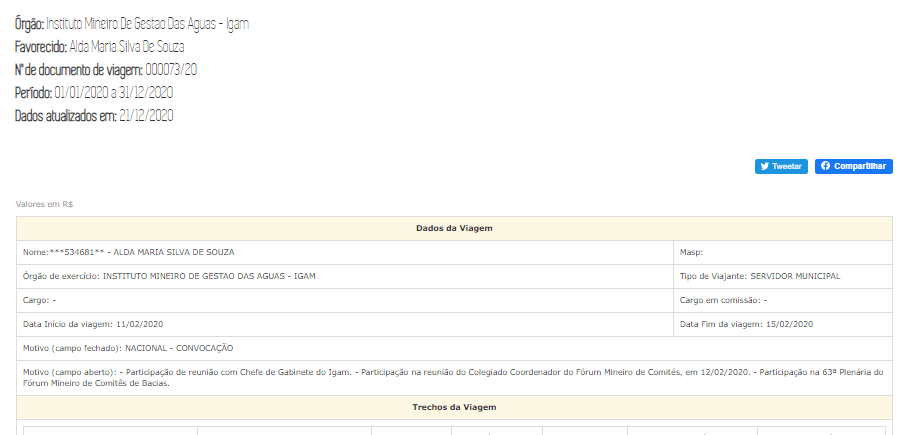 Órgão: Instituto Mineiro De Gestao Das Aguas - Igam
Favorecido: Alda Maria Silva De Souza
N° de documento de viagem: 000073/20
Período: 01/01/2020 a 31/12/2020
Dados atualizados em: 21/12/2020
Tweetar Compartilhar
Valores em R$
Dados da Viagem
Nome:***534681** - ALDA MARIA SILVA DE SOUZA Masp:
Órgão de exercício: INSTITUTO MINEIRO DE GESTAO DAS AGUAS - IGAM Tipo de Viajante: SERVIDOR MUNICIPAL
Cargo: - Cargo em comissão: -
Data Início da viagem: 11/02/2020 Data Fim da viagem: 15/02/2020
Motivo (campo fechado): NACIONAL - CONVOCAÇÃO
Motivo (campo aberto): - Participação de reunião com Chefe de Gabinete do Igam. - Participação na reunião do Colegiado Coordenador do Fórum Mineiro de Comitês, em 12/02/2020. - Participação na 63ª Plenária do
Fórum Mineiro de Comitês de Bacias.
Trechos da Viagem